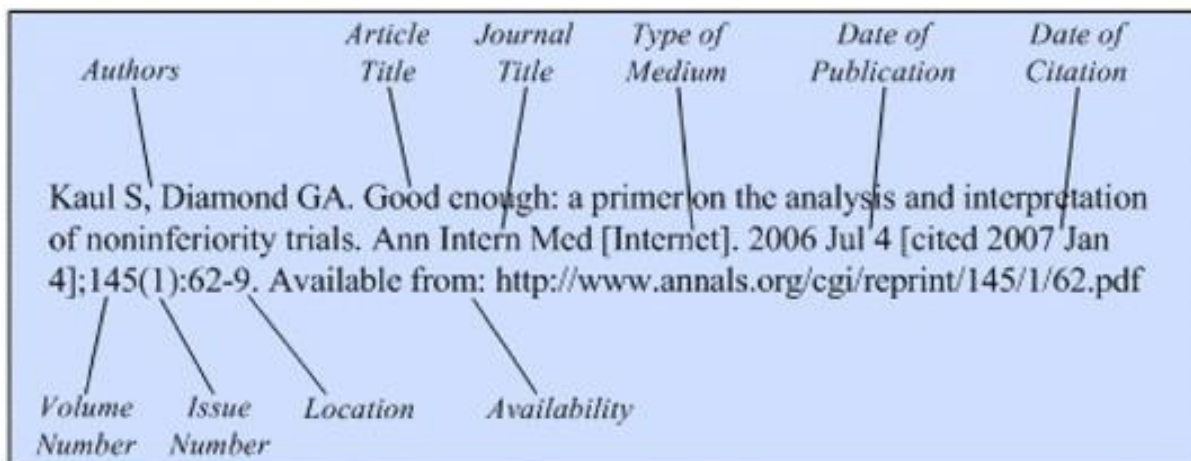 Article Journal Type of Date of Date of
Authors Title Title Medium Publication Citation
Kaul S, Diamond GA. Good enough: a primer on the analysis and interpretation
of noninferiority trials. Ann Intern Med [Internet]. 2006 Jul 4 [cited 2007 Jan
4];145(1):62-9. Available from: http://www.annals.org/cgi/reprint/145/1/62.pdf
Volume Issue Location Availability
Number Number